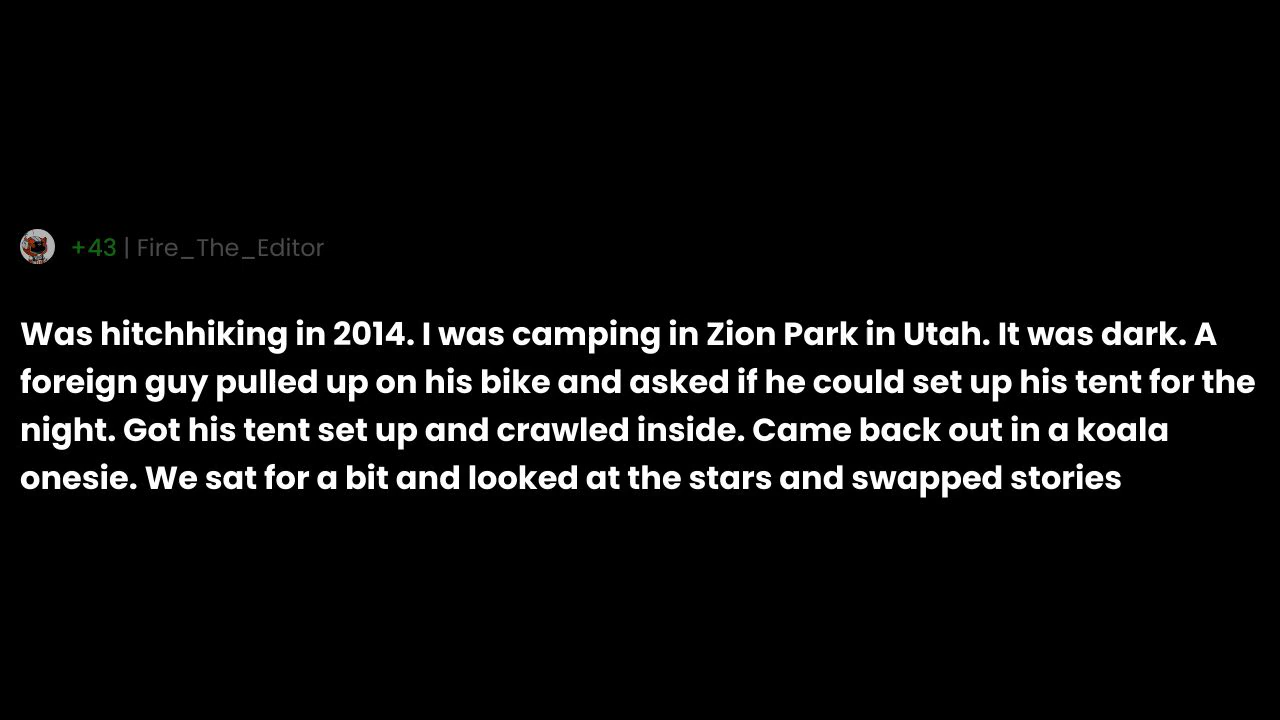 +43 | Fire_The_Editor
Was hitchhiking in 2014. I was camping in Zion Park in Utah. It was dark. A
foreign guy pulled up on his bike and asked if he could set up his tent for the
night. Got his tent set up and crawled inside. Came back out in a koala
onesie. We sat for a bit and looked at the stars and swapped stories